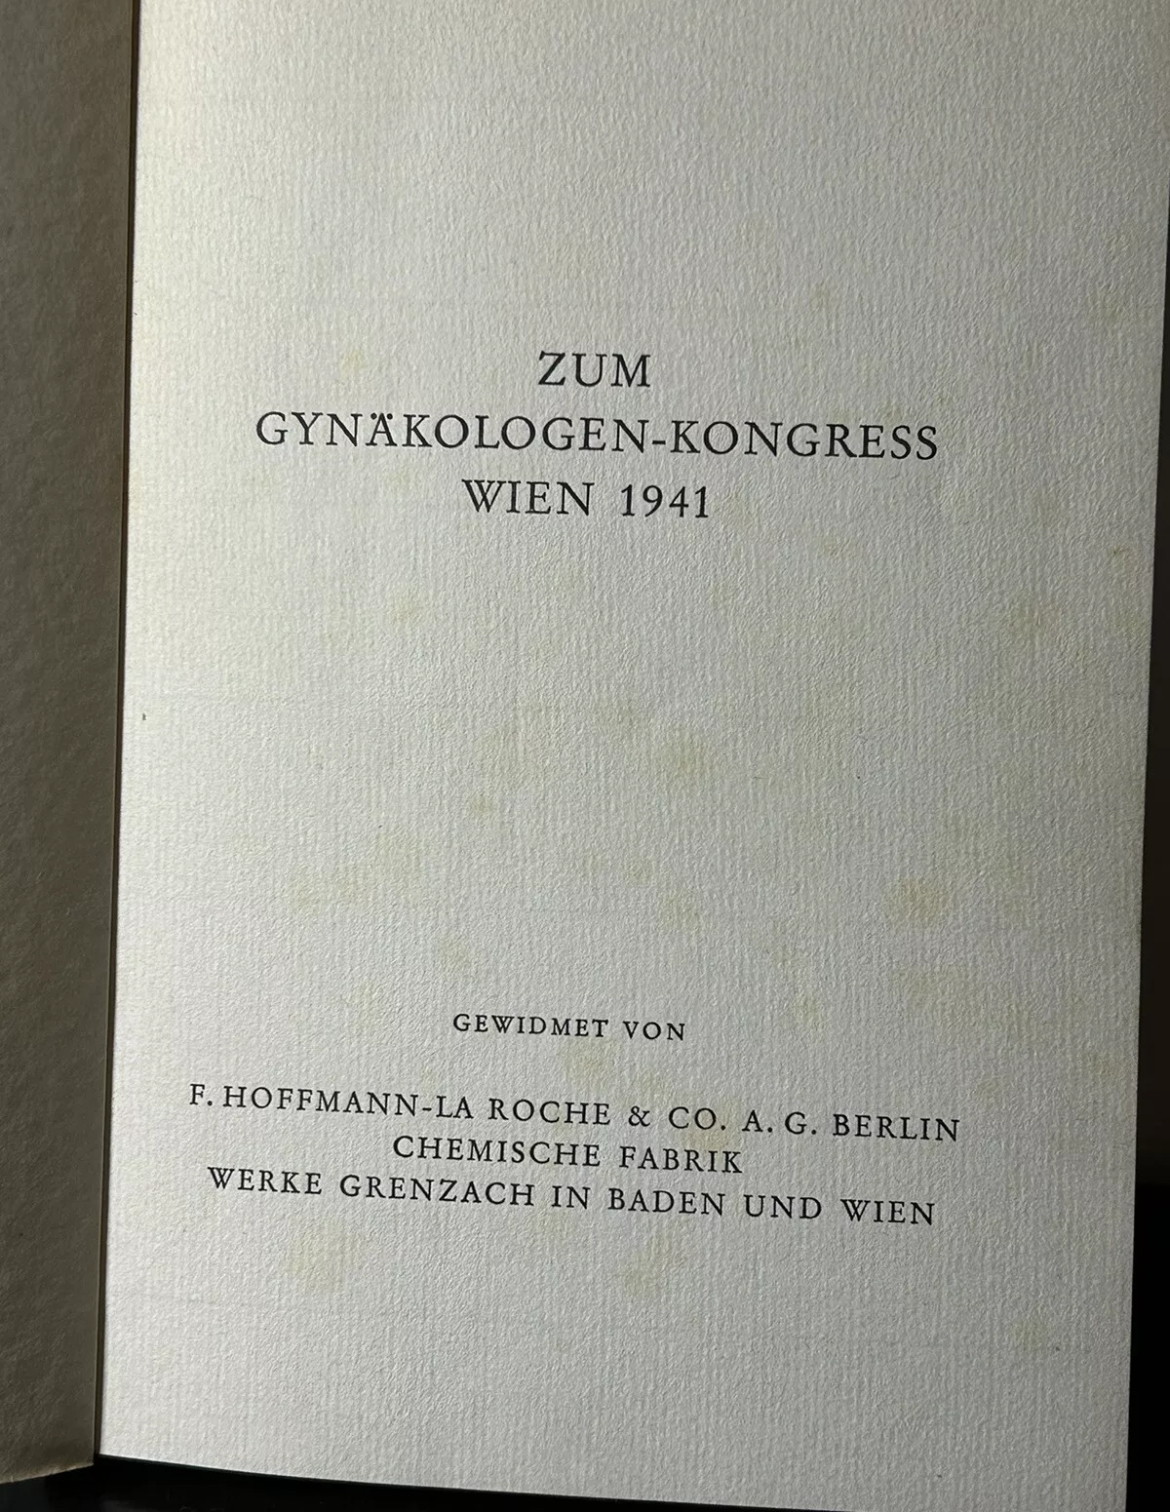 ZUM
GYNÄKOLOGEN-KONGRESS
WIEN 1941
GEWIDMET VON
F. HOFFMANN-LA ROCHE & CO. A. G. BERLIN
CHEMISCHE FABRIK
WERKE GRENZACH IN BADEN UND WIEN